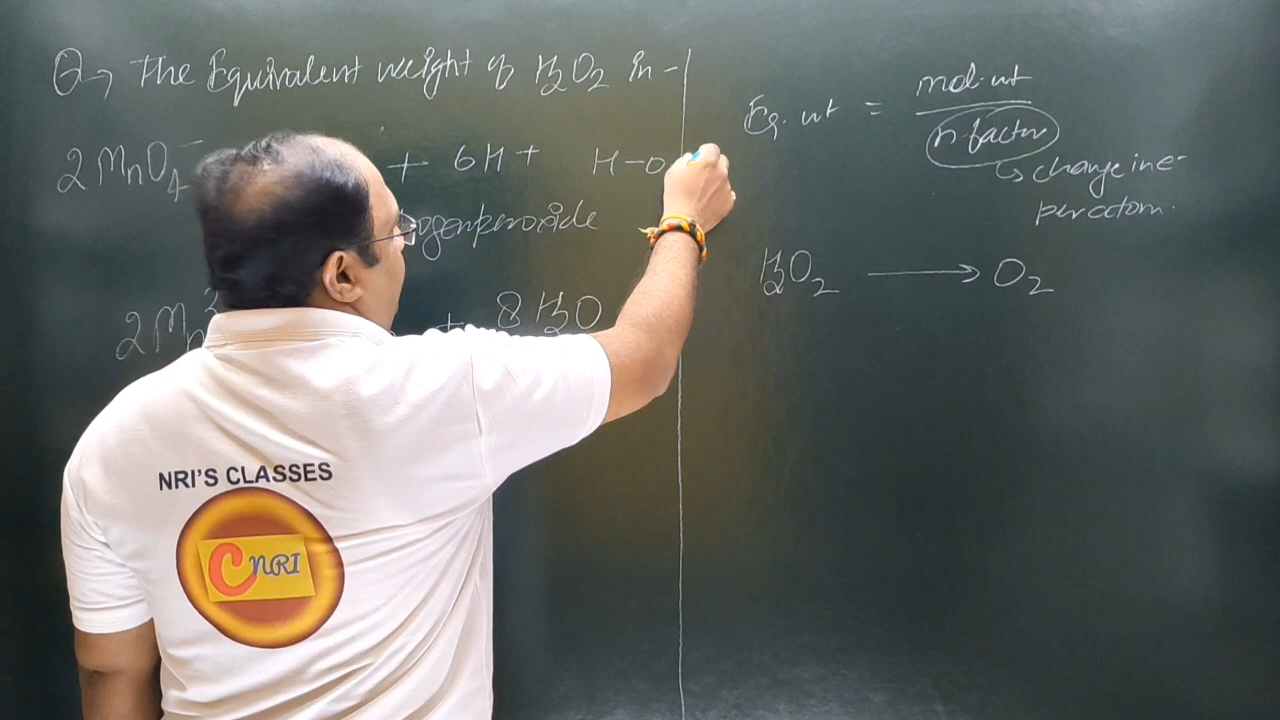 Q→ The Equivalent weight of H2O2 in -
2MnO4⁻ + 6H+ H-O
peroxide
2Mn + 8H2O
Eq. wt = mol. wt
n-factor
↳ change in e-
per atom.
H2O2 ⟶ O2
NRI'S CLASSES
CNRI